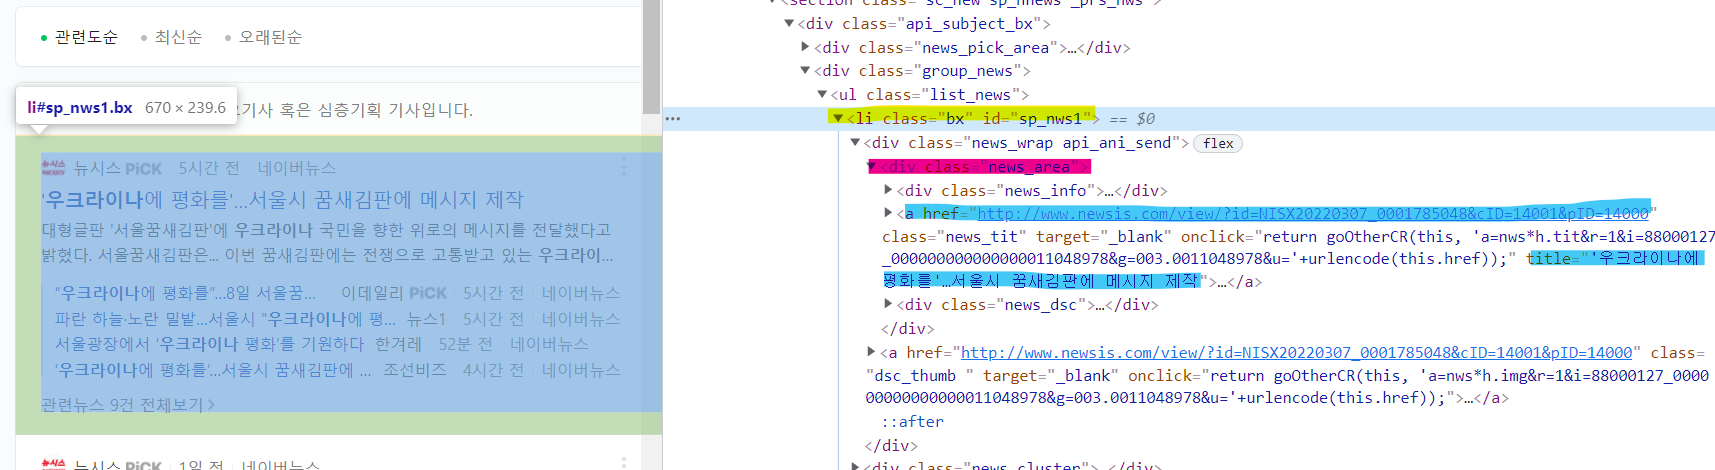 관련도순 최신순 오래된순
li#sp_nws1.bx 670 × 239.6
기사 혹은 심층기획 기사입니다.
뉴시스 PiCK 5시간 전 네이버뉴스
'우크라이나에 평화를'...서울시 꿈새김판에 메시지 제작
대형글판 '서울꿈새김판'에 우크라이나 국민을 향한 위로의 메시지를 전달했다고
밝혔다. 서울꿈새김판은... 이번 꿈새김판에는 전쟁으로 고통받고 있는 우크라이...
“우크라이나에 평화를”...8일 서울꿈... 이데일리 PiCK 5시간 전 네이버뉴스
파란 하늘·노란 밀밭...서울시 "우크라이나에 평... 뉴스1 5시간 전 네이버뉴스
서울광장에서 ‘우크라이나 평화’를 기원하다 한겨레 52분 전 네이버뉴스
‘우크라이나에 평화를’...서울시 꿈새김판에 ... 조선비즈 4시간 전 네이버뉴스
관련뉴스 9건 전체보기 >
뉴시스 PiCK 1일 전 네이버뉴스
<section class="sc_new sp_nnews _prs_nws">
<div class="api_subject_bx">
<div class="news_pick_area">…</div>
<div class="group_news">
<ul class="list_news">
<li class="bx" id="sp_nws1"> == $0
<div class="news_wrap api_ani_send"> flex
<div class="news_area">
<div class="news_info">…</div>
<a href="http://www.newsis.com/view/?id=NISX20220307_0001785048&cID=14001&pID=14000"
class="news_tit" target="_blank" onclick="return goOtherCR(this, 'a=nws*h.tit&r=1&i=88000127
_000000000000000011048978&g=003.0011048978&u='+urlencode(this.href));" title="'우크라이나에
평화를'…서울시 꿈새김판에 메시지 제작">…</a>
<div class="news_dsc">…</div>
</div>
<a href="http://www.newsis.com/view/?id=NISX20220307_0001785048&cID=14001&pID=14000" class=
"dsc_thumb " target="_blank" onclick="return goOtherCR(this, 'a=nws*h.img&r=1&i=88000127_0000
00000000000011048978&g=003.0011048978&u='+urlencode(this.href));">…</a>
::after
</div>
<div class="news_cluster">…</div>